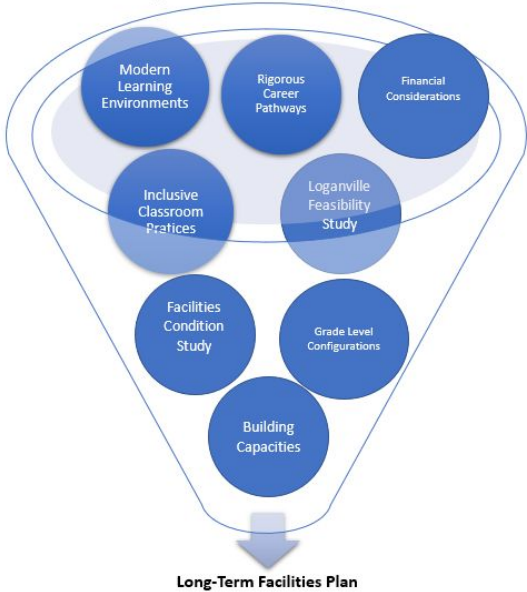 Modern
Learning
Environments
Rigorous
Career
Pathways
Financial
Considerations
Inclusive
Classroom
Pratices
Loganville
Feasibility
Study
Facilities
Condition
Study
Grade Level
Configurations
Building
Capacities
Long-Term Facilities Plan